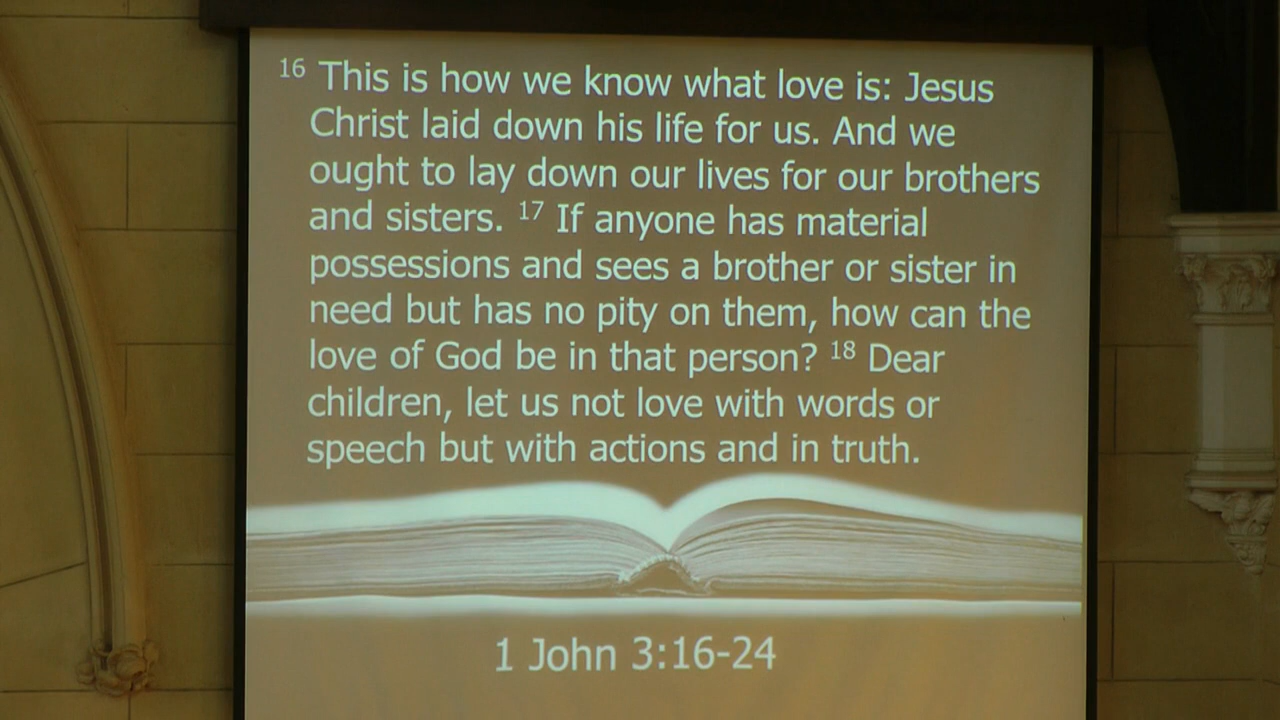 16 This is how we know what love is: Jesus
Christ laid down his life for us. And we
ought to lay down our lives for our brothers
and sisters. 17 If anyone has material
possessions and sees a brother or sister in
need but has no pity on them, how can the
love of God be in that person? 18 Dear
children, let us not love with words or
speech but with actions and in truth.
1 John 3:16-24